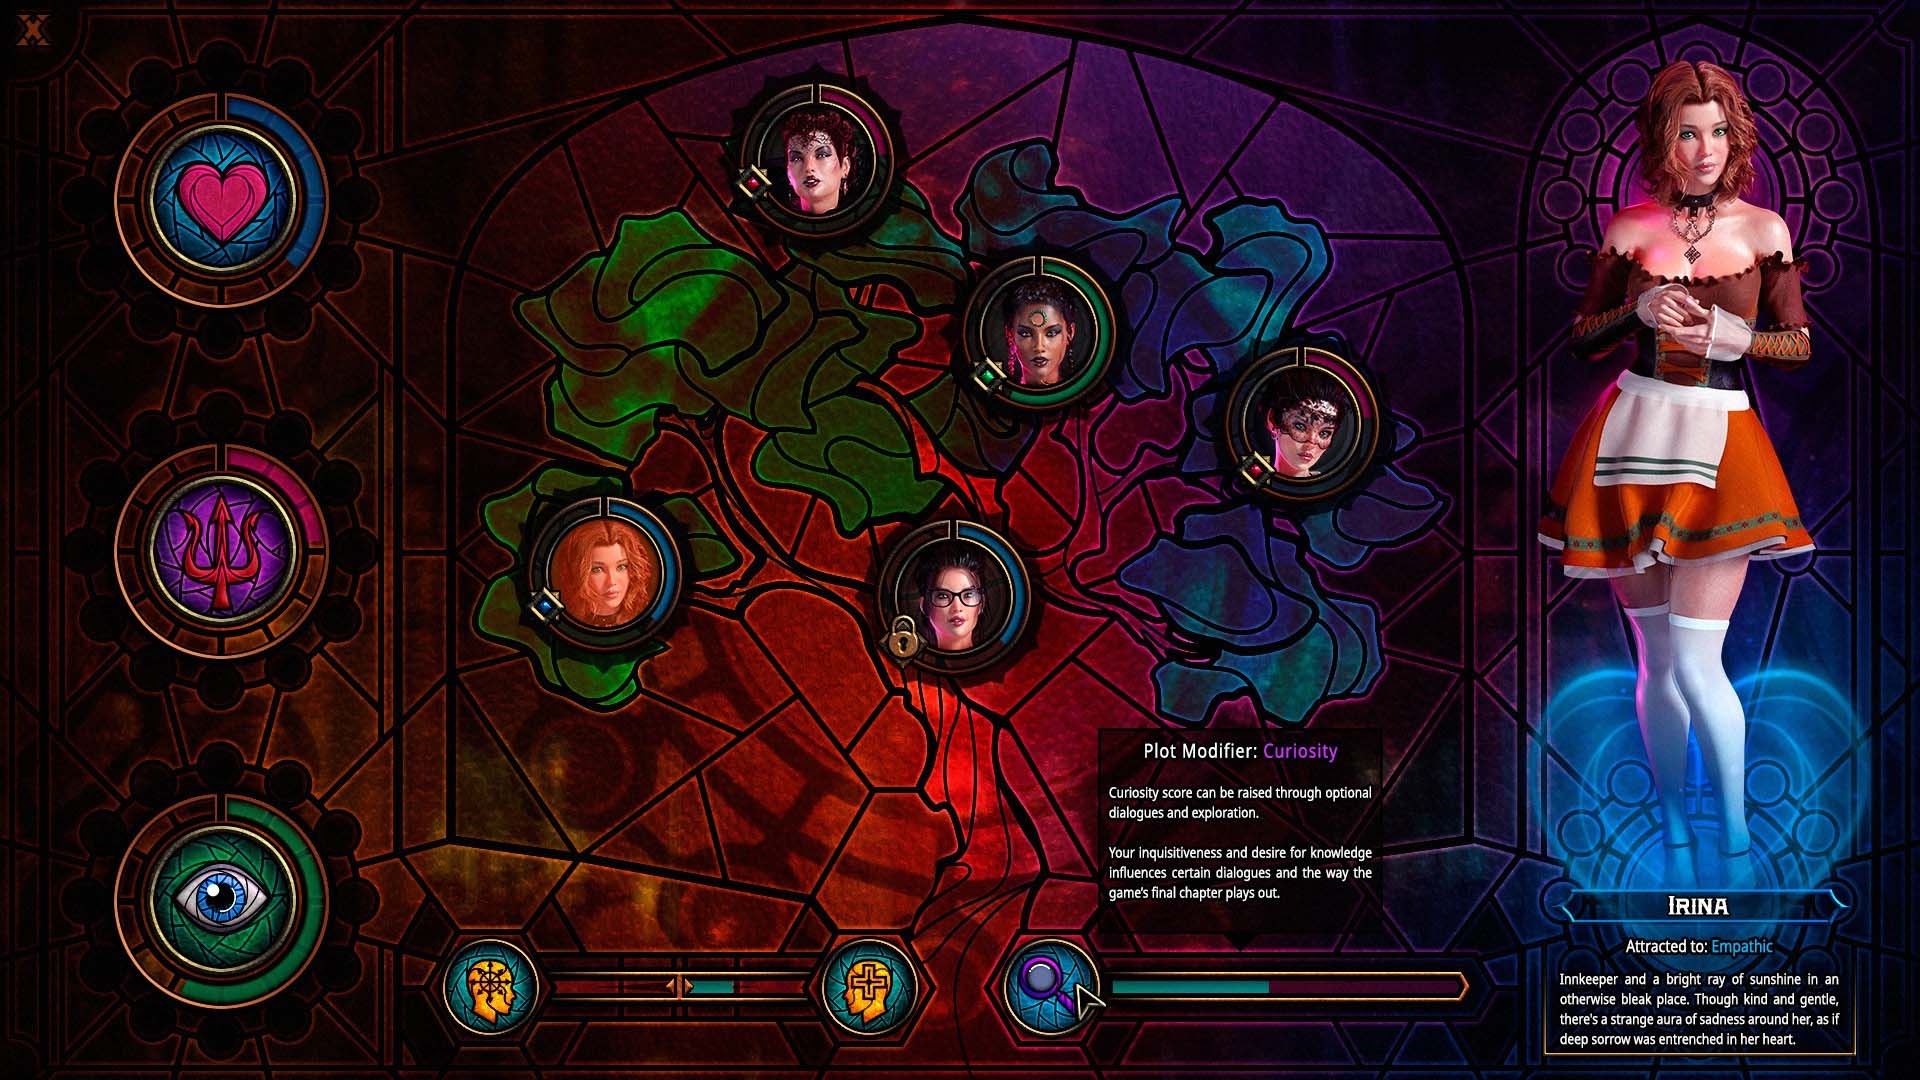 Plot Modifier: Curiosity
Curiosity score can be raised through optional
dialogues and exploration.
Your inquisitiveness and desire for knowledge
influences certain dialogues and the way the
game's final chapter plays out.
IRINA
Attracted to: Empathic
Innkeeper and a bright ray of sunshine in an
otherwise bleak place. Though kind and gentle,
there's a strange aura of sadness around her, as if
deep sorrow was entrenched in her heart.